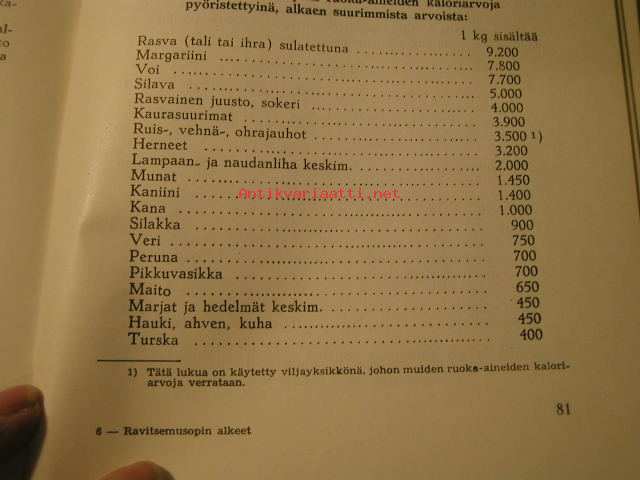 ruoka-aineiden kaloriarvoja
pyöristettyinä, alkaen suurimmista arvoista:
1 kg sisältää
Rasva (tali tai ihra) sulatettuna 9.200
Margariini 7.800
Voi 7.700
Silava 5.000
Rasvainen juusto, sokeri 4.000
Kaurasuurimat 3.900
Ruis-, vehnä-, ohrajauhot 3.500 1)
Herneet 3.200
Lampaan- ja naudanliha keskim. 2,000
Munat 1.450
Kaniini 1.400
Antikvariaatti.net
Kana 1.000
Silakka 900
Veri 750
Peruna 700
Pikkuvasikka 700
Maito 650
Marjat ja hedelmät keskim. 450
Hauki, ahven, kuha 450
Turska 400
1) Tätä lukua on käytetty viljayksikkönä, johon muiden ruoka-aineiden kalori-
arvoja verrataan.
81
6 — Ravitsemusopin alkeet